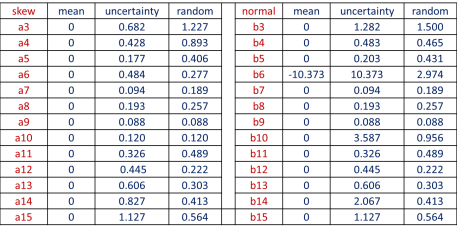 skew mean uncertainty random normal mean uncertainty random
a3 0 0.682 1.227 b3 0 1.282 1.500
a4 0 0.428 0.893 b4 0 0.483 0.465
a5 0 0.177 0.406 b5 0 0.203 0.431
a6 0 0.484 0.277 b6 -10.373 10.373 2.974
a7 0 0.094 0.189 b7 0 0.094 0.189
a8 0 0.193 0.257 b8 0 0.193 0.257
a9 0 0.088 0.088 b9 0 0.088 0.088
a10 0 0.120 0.120 b10 0 3.587 0.956
a11 0 0.326 0.489 b11 0 0.326 0.489
a12 0 0.445 0.222 b12 0 0.445 0.222
a13 0 0.606 0.303 b13 0 0.606 0.303
a14 0 0.827 0.413 b14 0 2.067 0.413
a15 0 1.127 0.564 b15 0 1.127 0.564